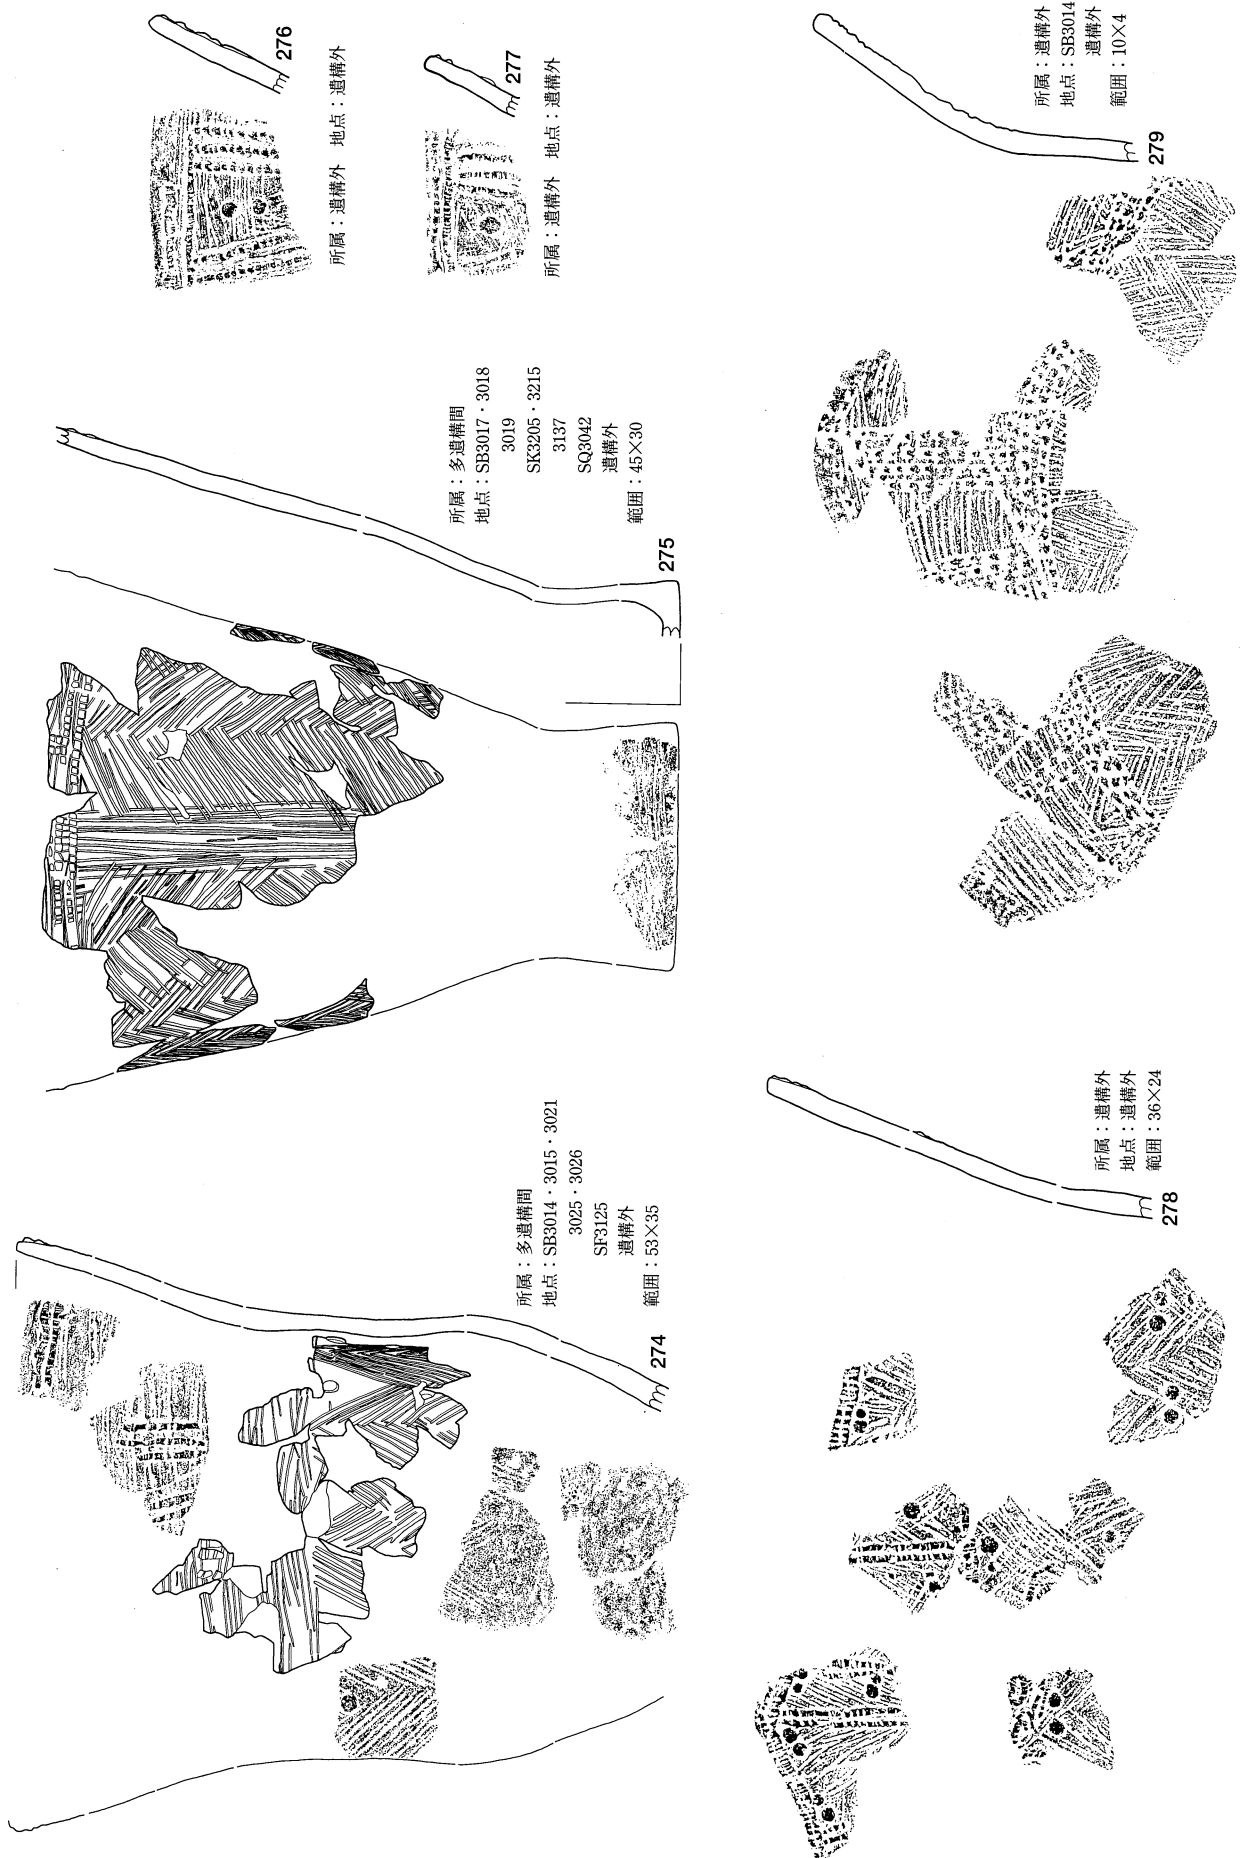 274
所属：多遺構間
地点：SB3014・3015・3021
3025・3026
SF3125
遺構外
範囲：53×35
275
所属：多遺構間
地点：SB3017・3018
3019
SK3205・3215
3137
SQ3042
遺構外
範囲：45×30
276
所属：遺構外　地点：遺構外
277
所属：遺構外　地点：遺構外
278
所属：遺構外
地点：遺構外
範囲：36×24
279
所属：遺構外
地点：SB3014
遺構外
範囲：10×4